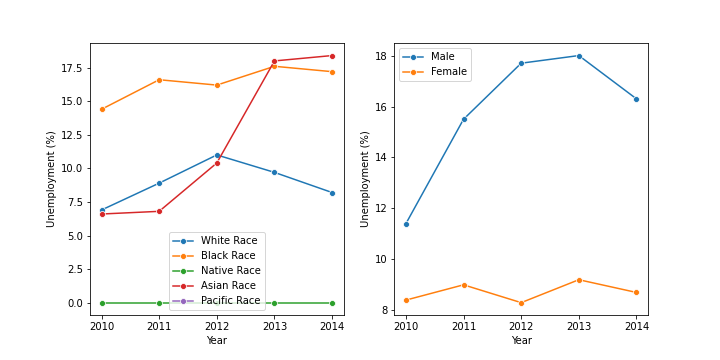 Unemployment (%)
17.5
15.0
12.5
10.0
7.5
5.0
2.5
0.0
White Race
Black Race
Native Race
Asian Race
Pacific Race
2010 2011 2012 2013 2014
Year
Unemployment (%)
18
16
14
12
10
8
Male
Female
2010 2011 2012 2013 2014
Year